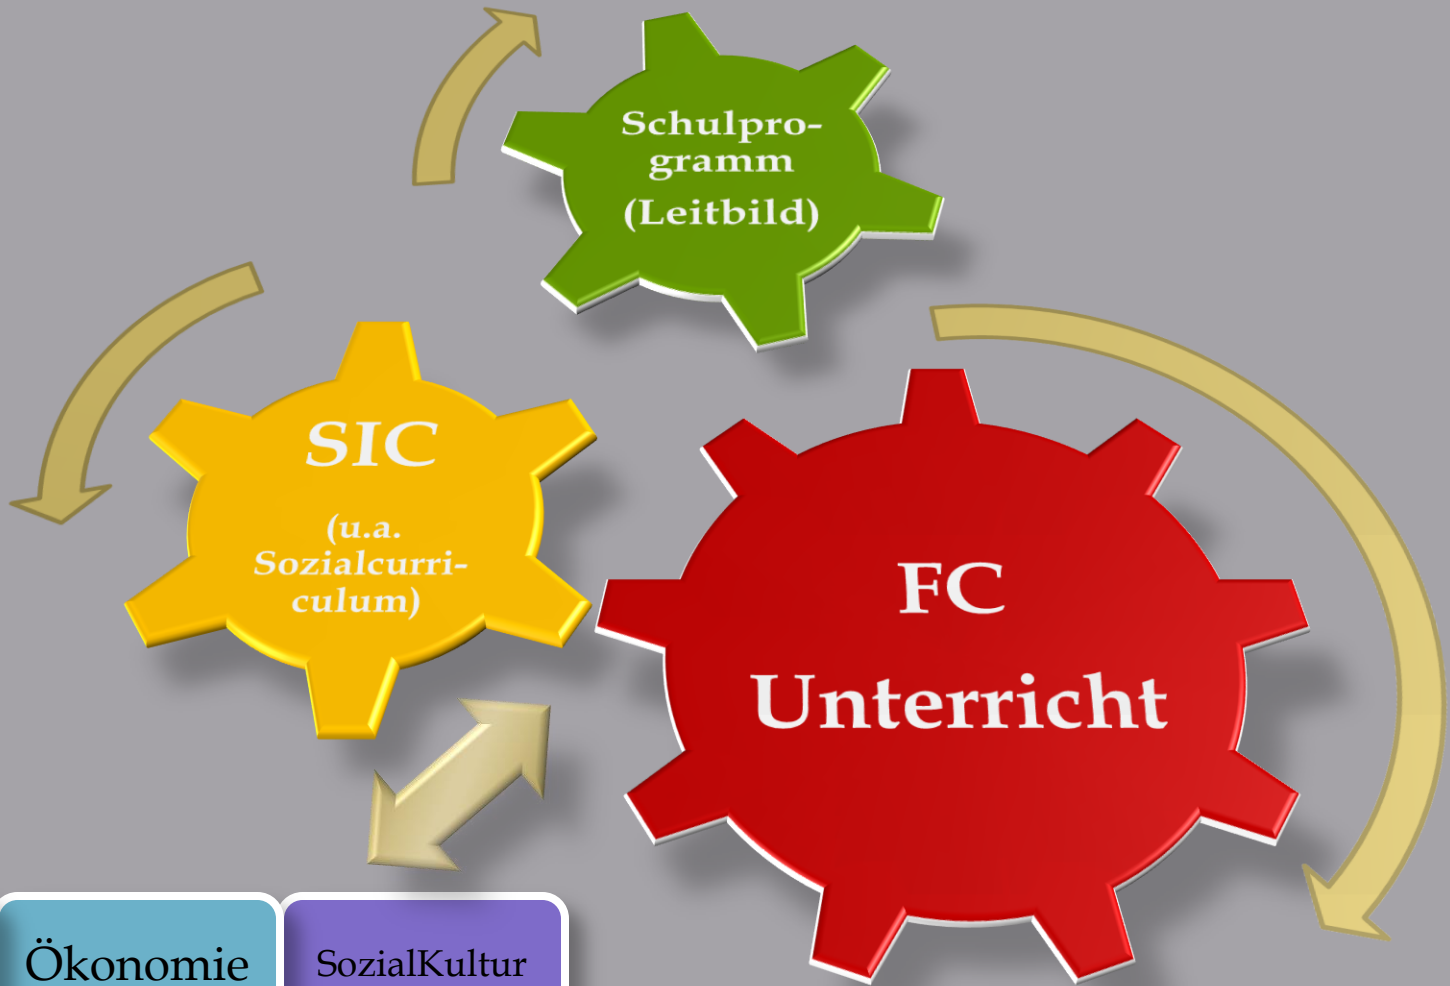 Schulpro-
gramm
(Leitbild)
SIC
(u.a.
Sozialcurri-
culum)
FC
Unterricht
Ökonomie
SozialKultur